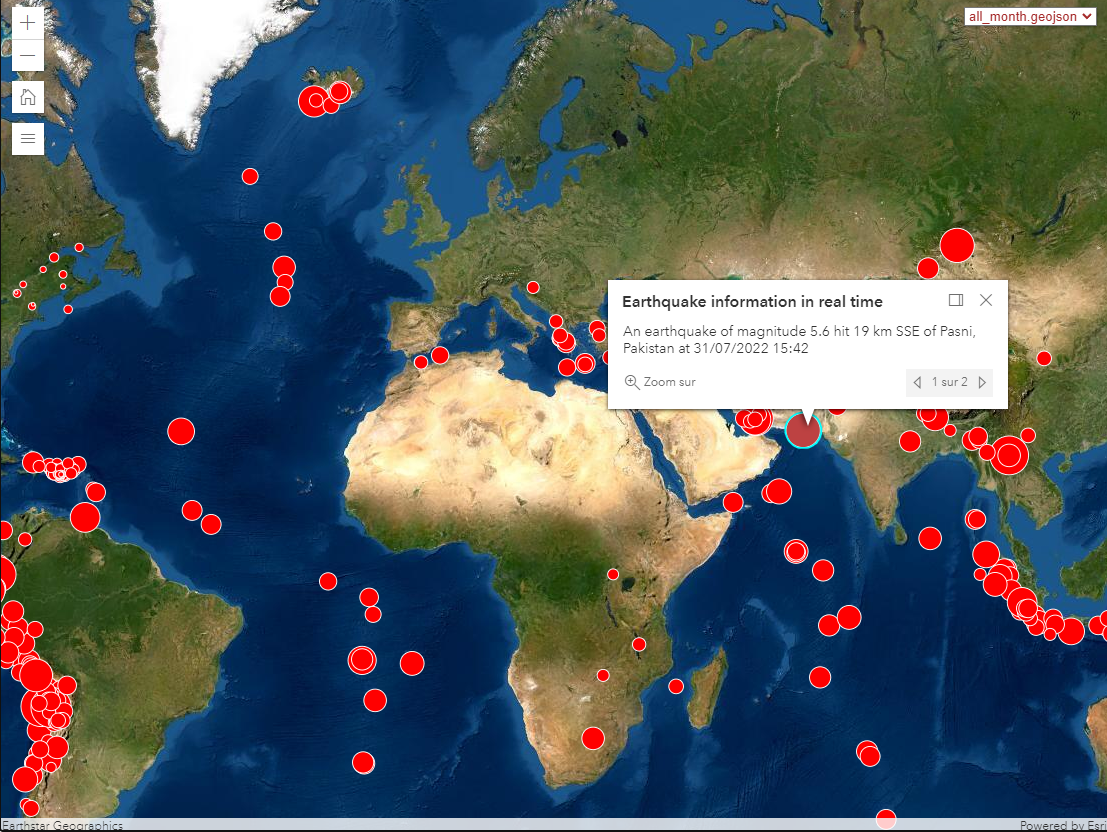 all_month.geojson
Earthquake information in real time
An earthquake of magnitude 5.6 hit 19 km SSE of Pasni,
Pakistan at 31/07/2022 15:42
Zoom sur
1 sur 2
Earthstar Geographics
Powered by Esri